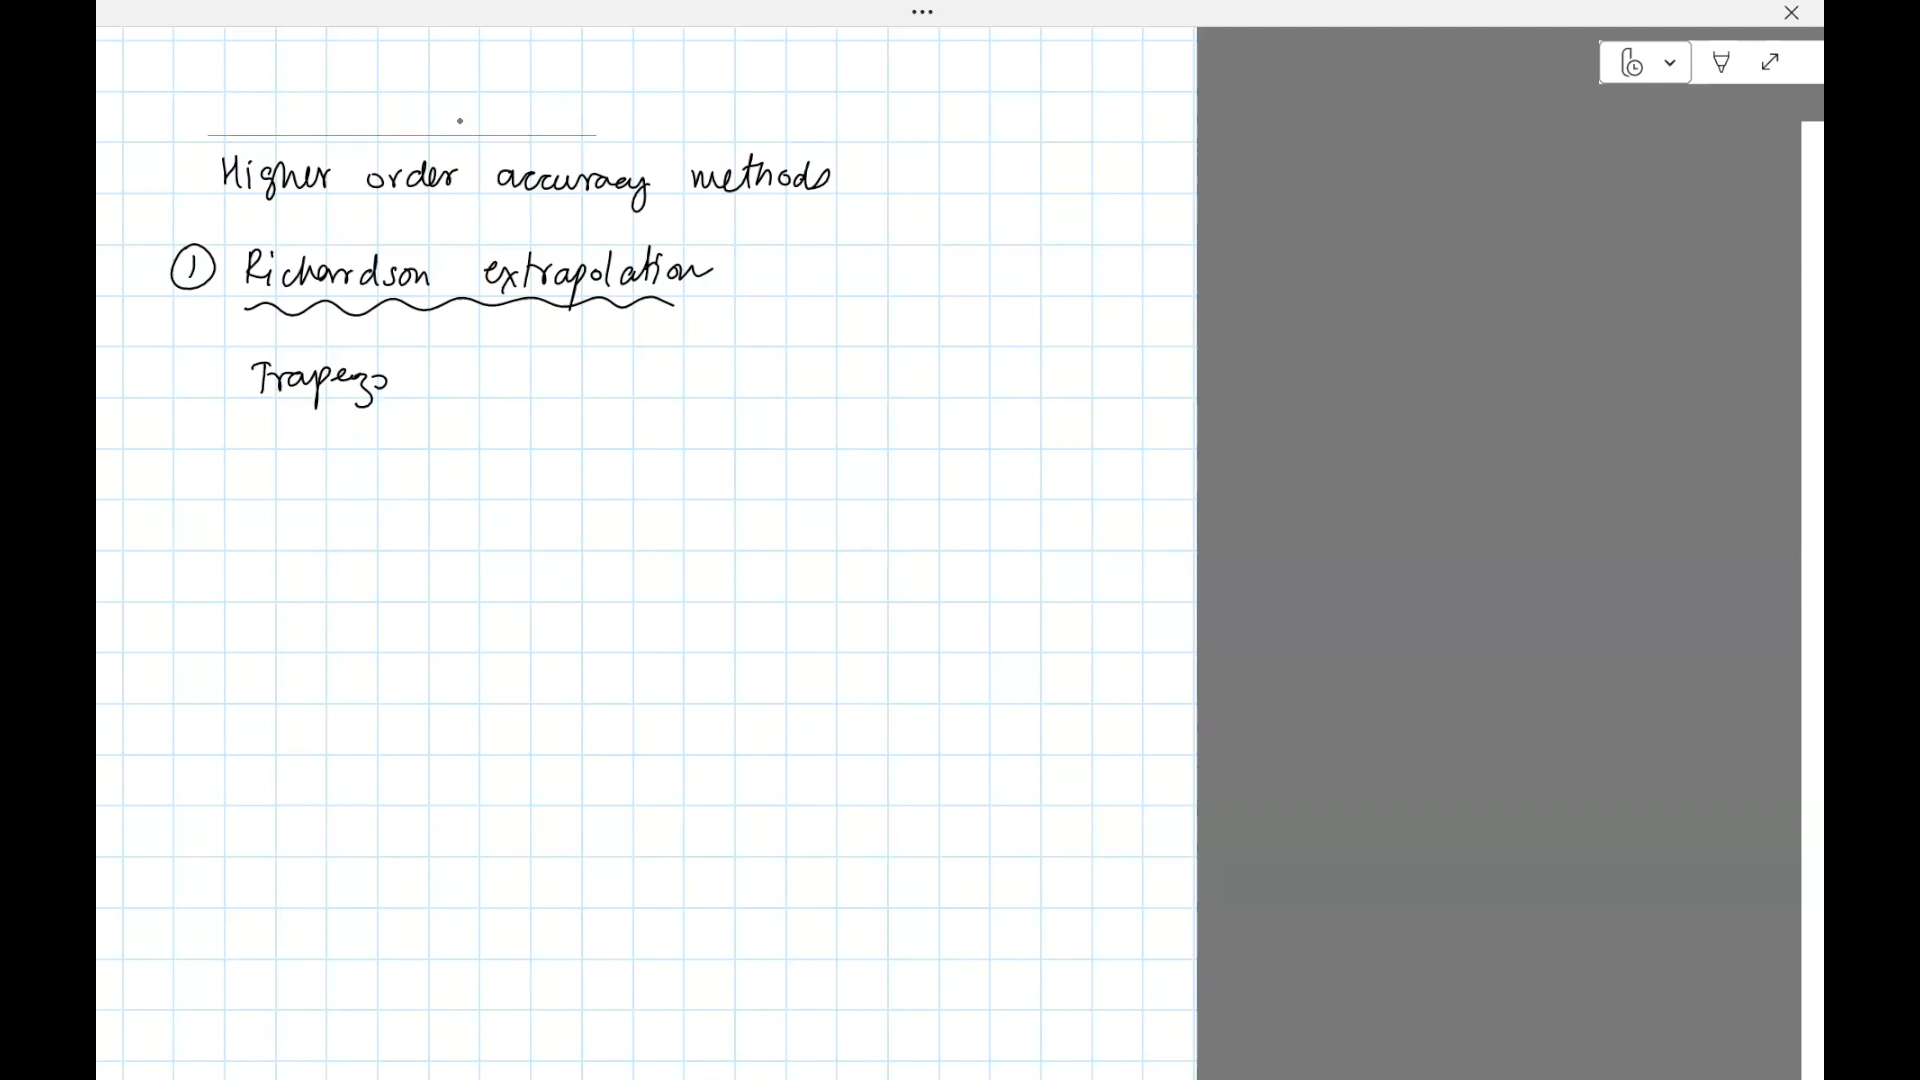 Higher order accuracy methods
① Richardson extrapolation
Trapezo